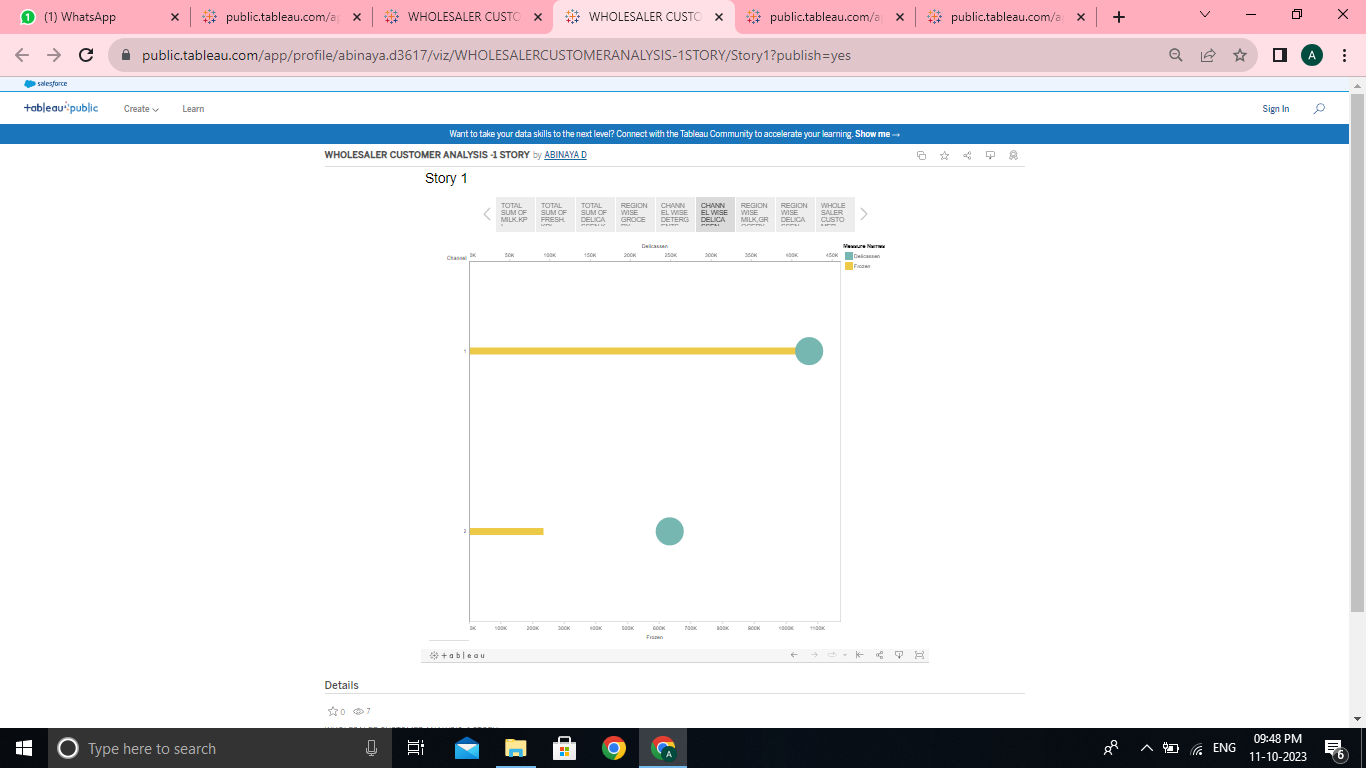 (1) WhatsApp
public.tableau.com/a
WHOLESALER CUSTO
WHOLESALER CUSTO
public.tableau.com/a
public.tableau.com/a
public.tableau.com/app/profile/abinaya.d3617/viz/WHOLESALERCUSTOMERANALYSIS-1STORY/Story1?publish=yes
A
salesforce
+ableau public
Create
Learn
Sign In
Want to take your data skills to the next level? Connect with the Tableau Community to accelerate your learning. Show me →
WHOLESALER CUSTOMER ANALYSIS -1 STORY by ABINAYA D
Story 1
TOTAL
SUM OF
MILK.KP
TOTAL
SUM OF
FRESH.
TOTAL
SUM OF
DELICA
REGION
WISE
GROCE
CHANN
EL WISE
DETERG
CHANN
EL WISE
DELICA
REGION
WISE
MILK,GR
REGION
WISE
DELICA
WHOLE
SALER
CUSTO
Delicassen
Channel
0K 50K 100K 150K 200K 250K 300K 350K 400K 450K
Measure Names
Delicassen
Frozen
1
2
0K 100K 200K 300K 400K 500K 600K 700K 800K 900K 1000K 1100K
Frozen
+ableau
Details
0
7
Type here to search
A
ENG
09:48 PM
11-10-2023
6